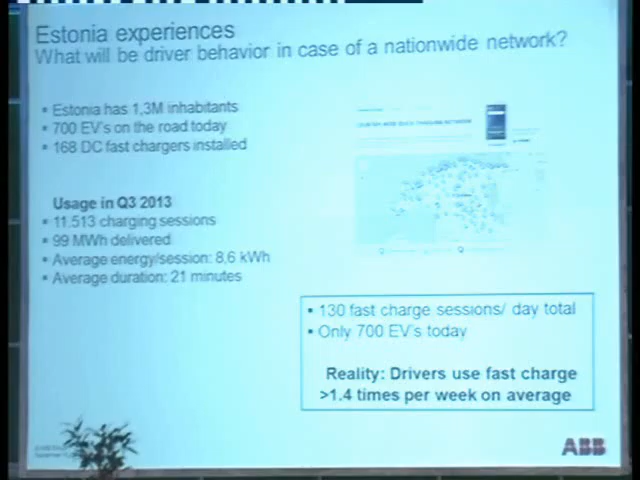 Estonia experiences
What will be driver behavior in case of a nationwide network?
▪ Estonia has 1,3M inhabitants
▪ 700 EV's on the road today
▪ 168 DC fast chargers installed
Usage in Q3 2013
▪ 11.513 charging sessions
▪ 99 MWh delivered
▪ Average energy/session: 8,6 kWh
▪ Average duration: 21 minutes
▪ 130 fast charge sessions/ day total
▪ Only 700 EV's today
Reality: Drivers use fast charge
>1.4 times per week on average
ABB